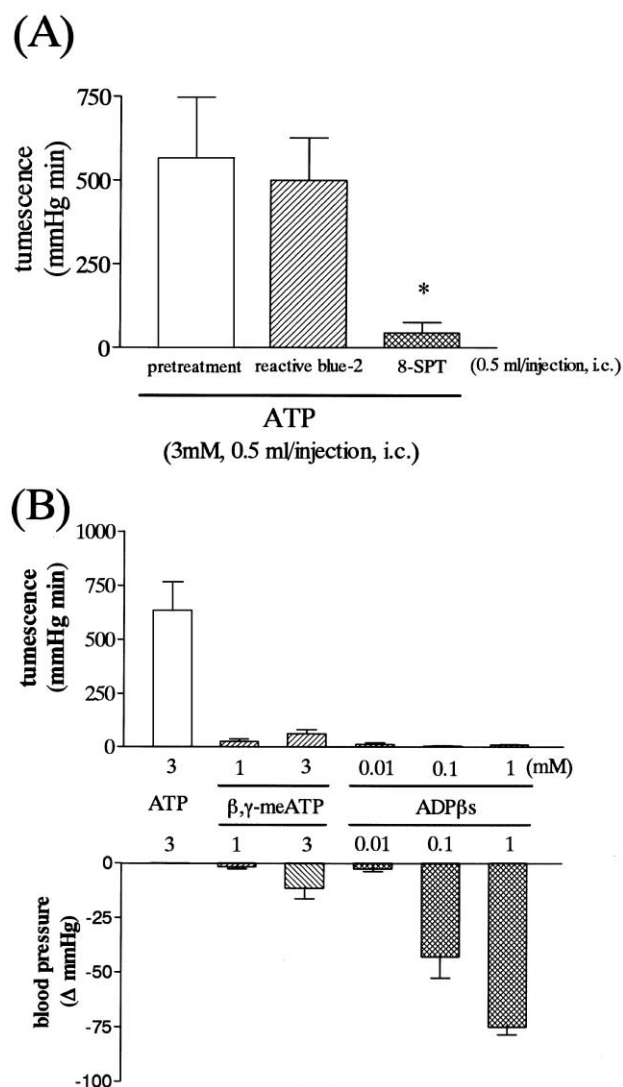 (A)
tumescence
(mmHg min)
750
500
250
0
*
pretreatment reactive blue-2 8-SPT (0.5 ml/injection, i.c.)
ATP
(3mM, 0.5 ml/injection, i.c.)
(B)
tumescence
(mmHg min)
1000
750
500
250
0
3 1 3 0.01 0.1 1 (mM)
ATP β,γ-meATP ADPβs
3 1 3 0.01 0.1 1
blood pressure
(Δ mmHg)
0
-25
-50
-75
-100